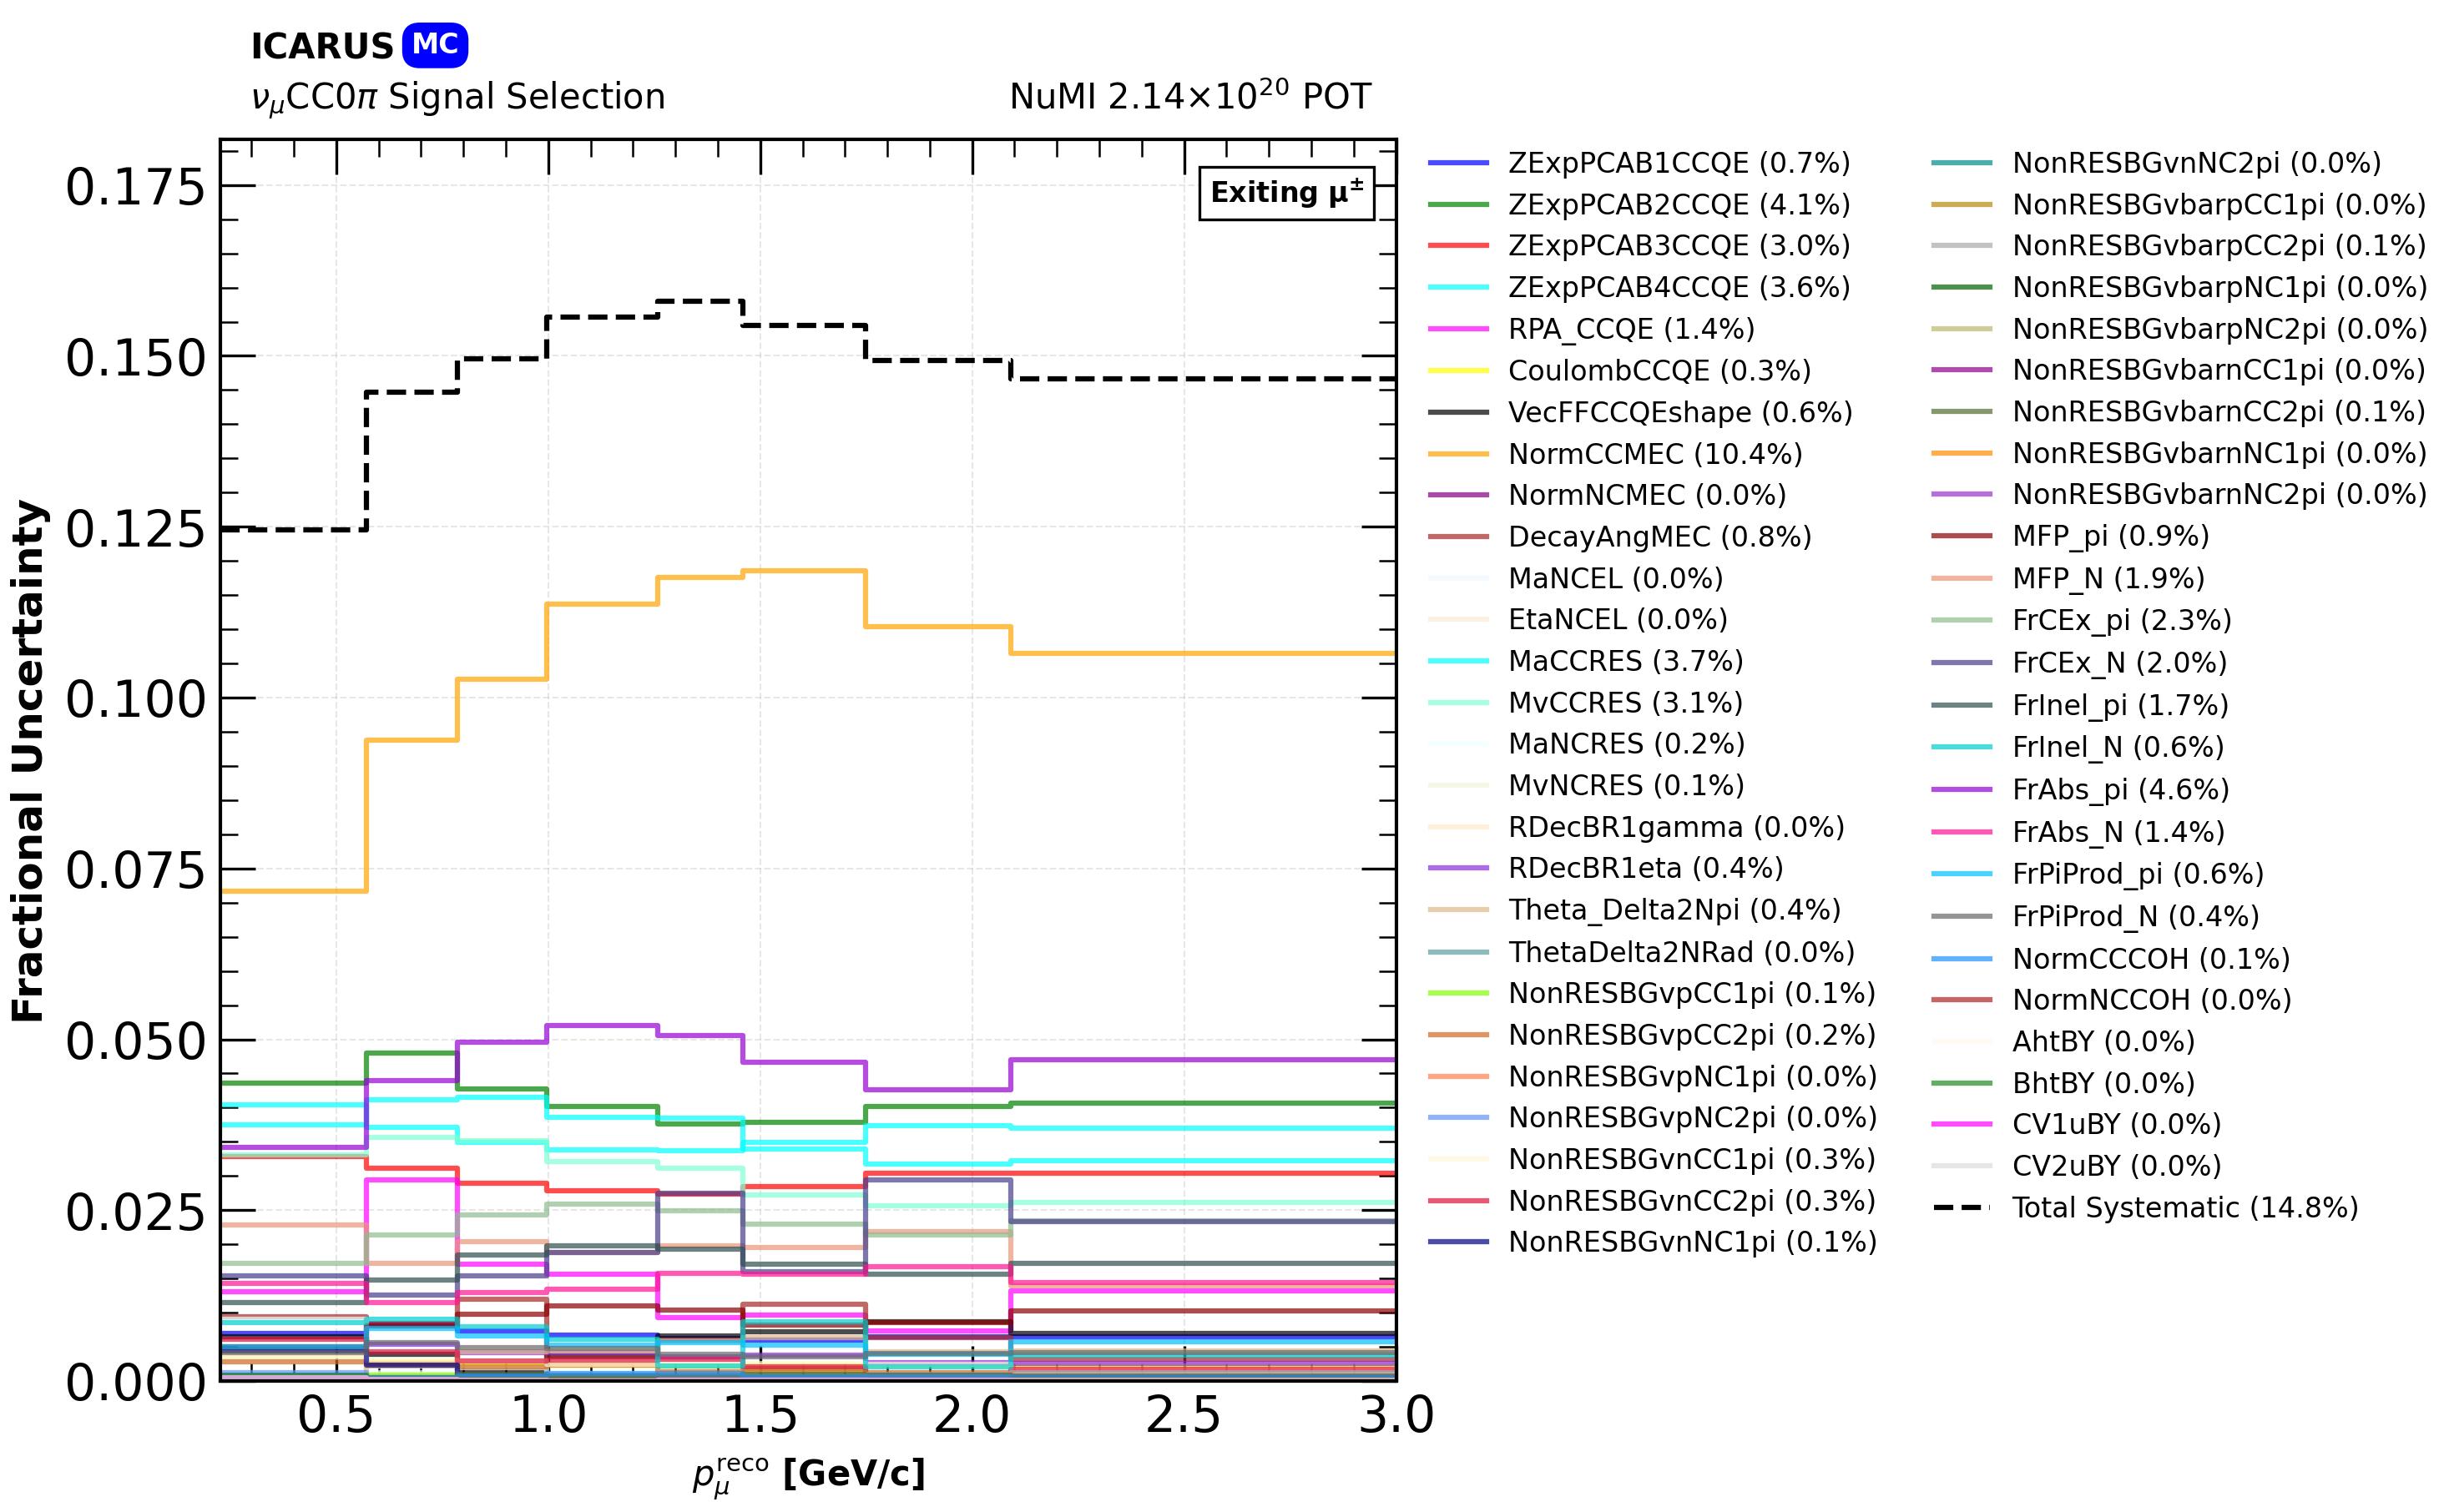 ICARUS MC
νμCC0π Signal Selection
NuMI 2.14×10²⁰ POT
Exiting μ±
Fractional Uncertainty
0.175
0.150
0.125
0.100
0.075
0.050
0.025
0.000
0.5 1.0 1.5 2.0 2.5 3.0
pμ^reco [GeV/c]
ZExpPCAB1CCQE (0.7%)
ZExpPCAB2CCQE (4.1%)
ZExpPCAB3CCQE (3.0%)
ZExpPCAB4CCQE (3.6%)
RPA_CCQE (1.4%)
CoulombCCQE (0.3%)
VecFFCCQEshape (0.6%)
NormCCMEC (10.4%)
NormNCMEC (0.0%)
DecayAngMEC (0.8%)
MaNCEL (0.0%)
EtaNCEL (0.0%)
MaCCRES (3.7%)
MvCCRES (3.1%)
MaNCRES (0.2%)
MvNCRES (0.1%)
RDecBR1gamma (0.0%)
RDecBR1eta (0.4%)
Theta_Delta2Npi (0.4%)
ThetaDelta2NRad (0.0%)
NonRESBGvpCC1pi (0.1%)
NonRESBGvpCC2pi (0.2%)
NonRESBGvpNC1pi (0.0%)
NonRESBGvpNC2pi (0.0%)
NonRESBGvnCC1pi (0.3%)
NonRESBGvnCC2pi (0.3%)
NonRESBGvnNC1pi (0.1%)
NonRESBGvnNC2pi (0.0%)
NonRESBGvbarpCC1pi (0.0%)
NonRESBGvbarpCC2pi (0.1%)
NonRESBGvbarpNC1pi (0.0%)
NonRESBGvbarpNC2pi (0.0%)
NonRESBGvbarnCC1pi (0.0%)
NonRESBGvbarnCC2pi (0.1%)
NonRESBGvbarnNC1pi (0.0%)
NonRESBGvbarnNC2pi (0.0%)
MFP_pi (0.9%)
MFP_N (1.9%)
FrCEx_pi (2.3%)
FrCEx_N (2.0%)
FrInel_pi (1.7%)
FrInel_N (0.6%)
FrAbs_pi (4.6%)
FrAbs_N (1.4%)
FrPiProd_pi (0.6%)
FrPiProd_N (0.4%)
NormCCCOH (0.1%)
NormNCCOH (0.0%)
AhtBY (0.0%)
BhtBY (0.0%)
CV1uBY (0.0%)
CV2uBY (0.0%)
Total Systematic (14.8%)